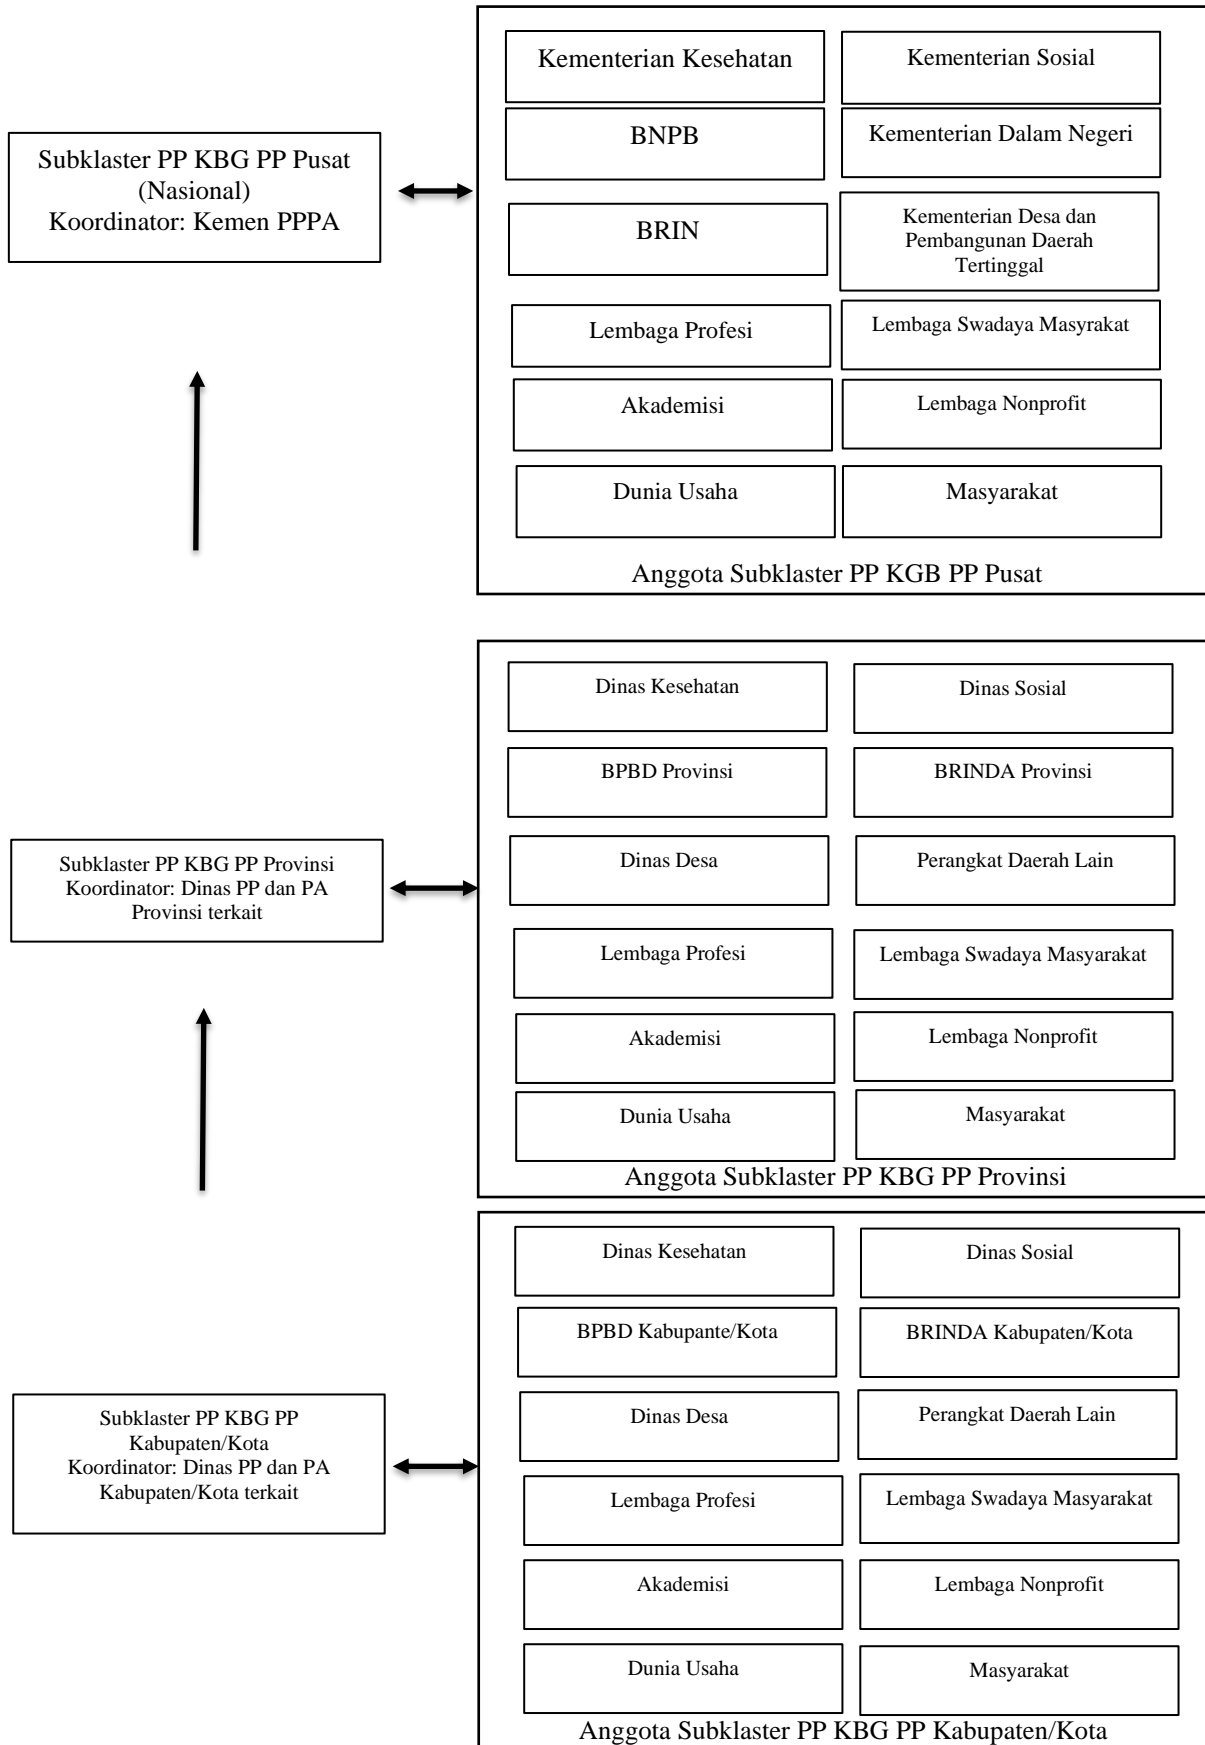 Kementerian Kesehatan
Kementerian Sosial
BNPB
Kementerian Dalam Negeri
Subklaster PP KBG PP Pusat
(Nasional)
Koordinator: Kemen PPPA
BRIN
Kementerian Desa dan
Pembangunan Daerah
Tertinggal
Lembaga Profesi
Lembaga Swadaya Masyrakat
Akademisi
Lembaga Nonprofit
Dunia Usaha
Masyarakat
Anggota Subklaster PP KGB PP Pusat
Dinas Kesehatan
Dinas Sosial
BPBD Provinsi
BRINDA Provinsi
Subklaster PP KBG PP Provinsi
Koordinator: Dinas PP dan PA
Provinsi terkait
Dinas Desa
Perangkat Daerah Lain
Lembaga Profesi
Lembaga Swadaya Masyarakat
Akademisi
Lembaga Nonprofit
Dunia Usaha
Masyarakat
Anggota Subklaster PP KBG PP Provinsi
Dinas Kesehatan
Dinas Sosial
BPBD Kabupante/Kota
BRINDA Kabupaten/Kota
Subklaster PP KBG PP
Kabupaten/Kota
Koordinator: Dinas PP dan PA
Kabupaten/Kota terkait
Dinas Desa
Perangkat Daerah Lain
Lembaga Profesi
Lembaga Swadaya Masyarakat
Akademisi
Lembaga Nonprofit
Dunia Usaha
Masyarakat
Anggota Subklaster PP KBG PP Kabupaten/Kota